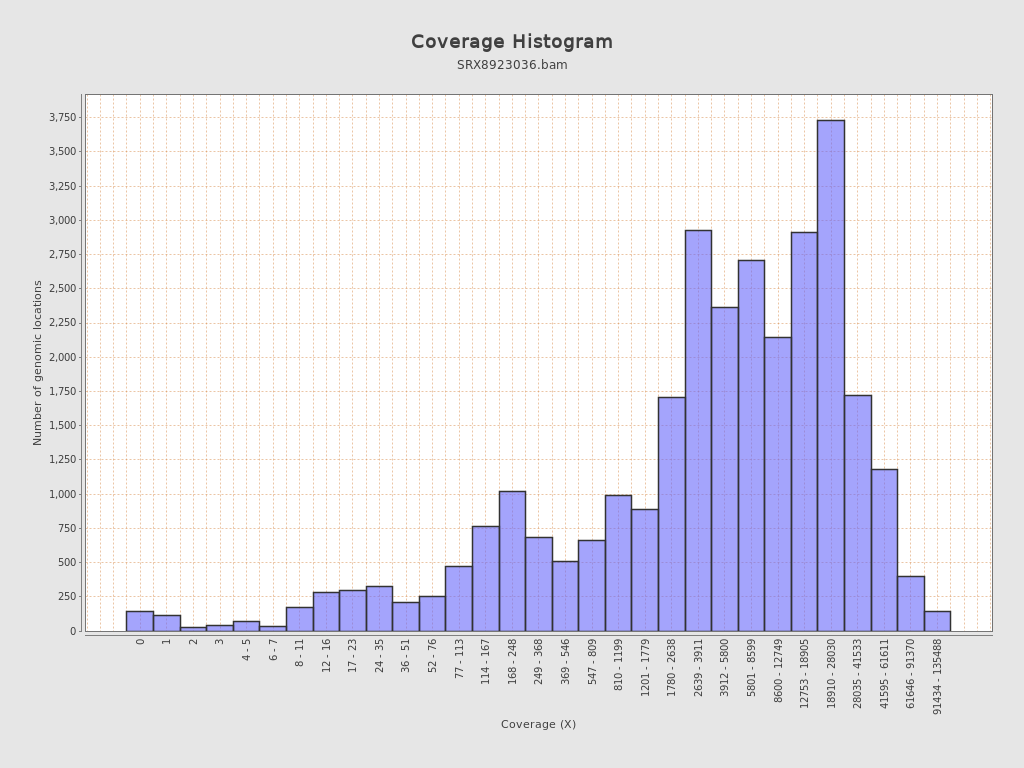 Coverage Histogram
SRX8923036.bam
Number of genomic locations
3,750
3,500
3,250
3,000
2,750
2,500
2,250
2,000
1,750
1,500
1,250
1,000
750
500
250
0
0
1
2
3
4 - 5
6 - 7
8 - 11
12 - 16
17 - 23
24 - 35
36 - 51
52 - 76
77 - 113
114 - 167
168 - 248
249 - 368
369 - 546
547 - 809
810 - 1199
1201 - 1779
1780 - 2638
2639 - 3911
3912 - 5800
5801 - 8599
8600 - 12749
12753 - 18905
18910 - 28030
28035 - 41533
41595 - 61611
61646 - 91370
91434 - 135488
Coverage (X)